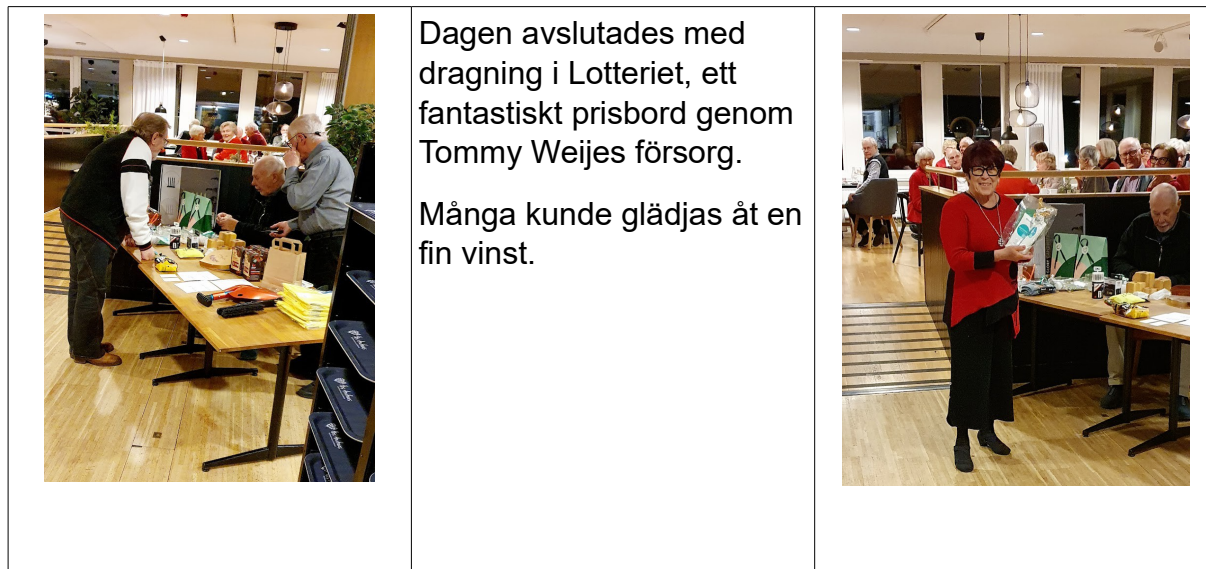 Dagen avslutades med
dragning i Lotteriet, ett
fantastiskt prisbord genom
Tommy Weijes försorg.
Många kunde glädjas åt en
fin vinst.